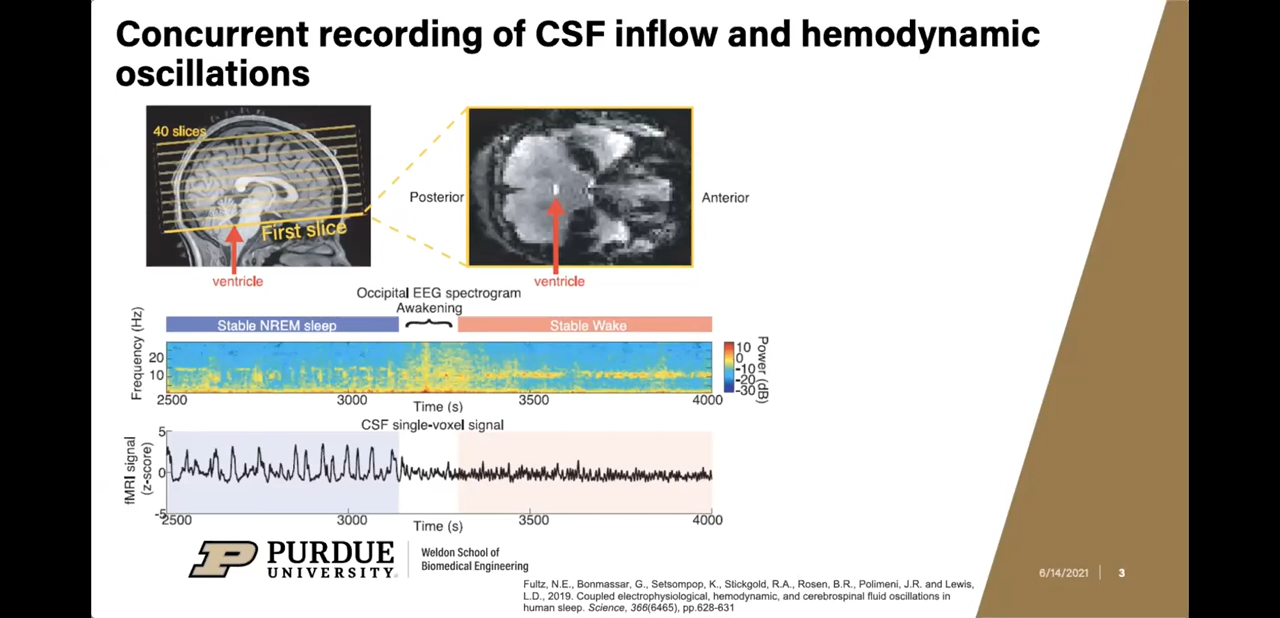 Concurrent recording of CSF inflow and hemodynamic
oscillations
40 slices
First slice
ventricle
Posterior
Anterior
ventricle
Occipital EEG spectrogram
Awakening
Stable NREM sleep
Stable Wake
Frequency (Hz)
20
10
2500
3000
3500
4000
Time (s)
10
0
-10
-20
-30
Power (dB)
CSF single-voxel signal
fMRI signal
(z-score)
5
0
-5
2500
3000
3500
4000
Time (s)
P PURDUE
UNIVERSITY
Weldon School of
Biomedical Engineering
Fultz, N.E., Bonmassar, G., Setsompop, K., Stickgold, R.A., Rosen, B.R., Polimeni, J.R. and Lewis,
L.D., 2019. Coupled electrophysiological, hemodynamic, and cerebrospinal fluid oscillations in
human sleep. Science, 366(6465), pp.628-631
6/14/2021 | 3